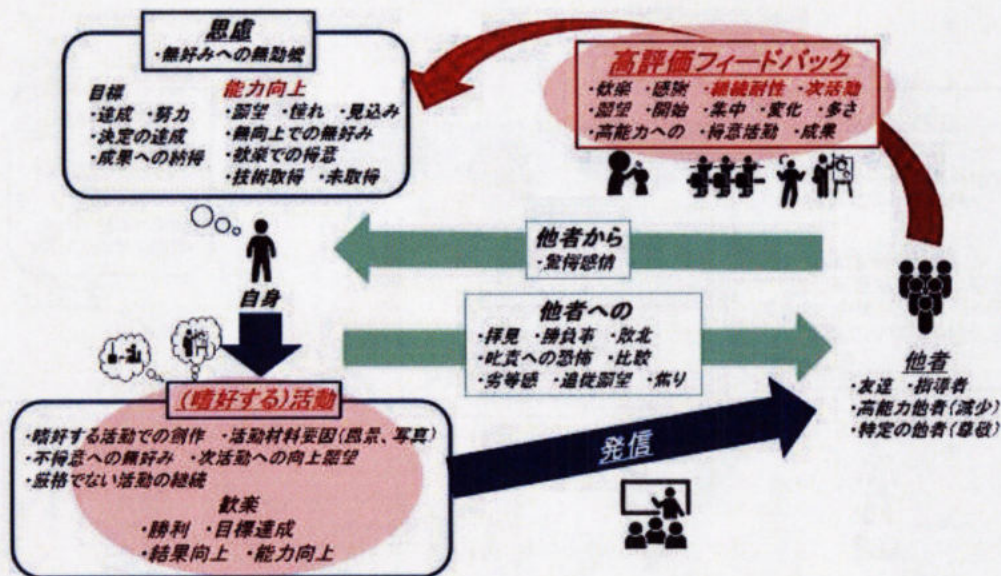 思慮
・無好みへの無動機
目標
・達成 ・努力
・決定の達成
・成果への納得
能力向上
・願望 ・憧れ ・見込み
・無向上での無好み
・歓楽での得意
・技術取得 ・未取得
高評価フィードバック
・歓楽 ・感謝 ・継続耐性 ・次活動
・願望 ・開始 ・集中 ・変化 ・多さ
・高能力への ・得意活動 ・成果
他者から
・驚愕感情
自身
他者への
・拝見 ・勝負事 ・敗北
・叱責への恐怖 ・比較
・劣等感 ・追従願望 ・焦り
他者
・友達 ・指導者
・高能力他者(減少)
・特定の他者(尊敬)
(嗜好する)活動
・嗜好する活動での創作 ・活動材料要因(風景、写真)
・不得意への無好み ・次活動への向上願望
・厳格でない活動の継続
歓楽
・勝利 ・目標達成
・結果向上 ・能力向上
発信